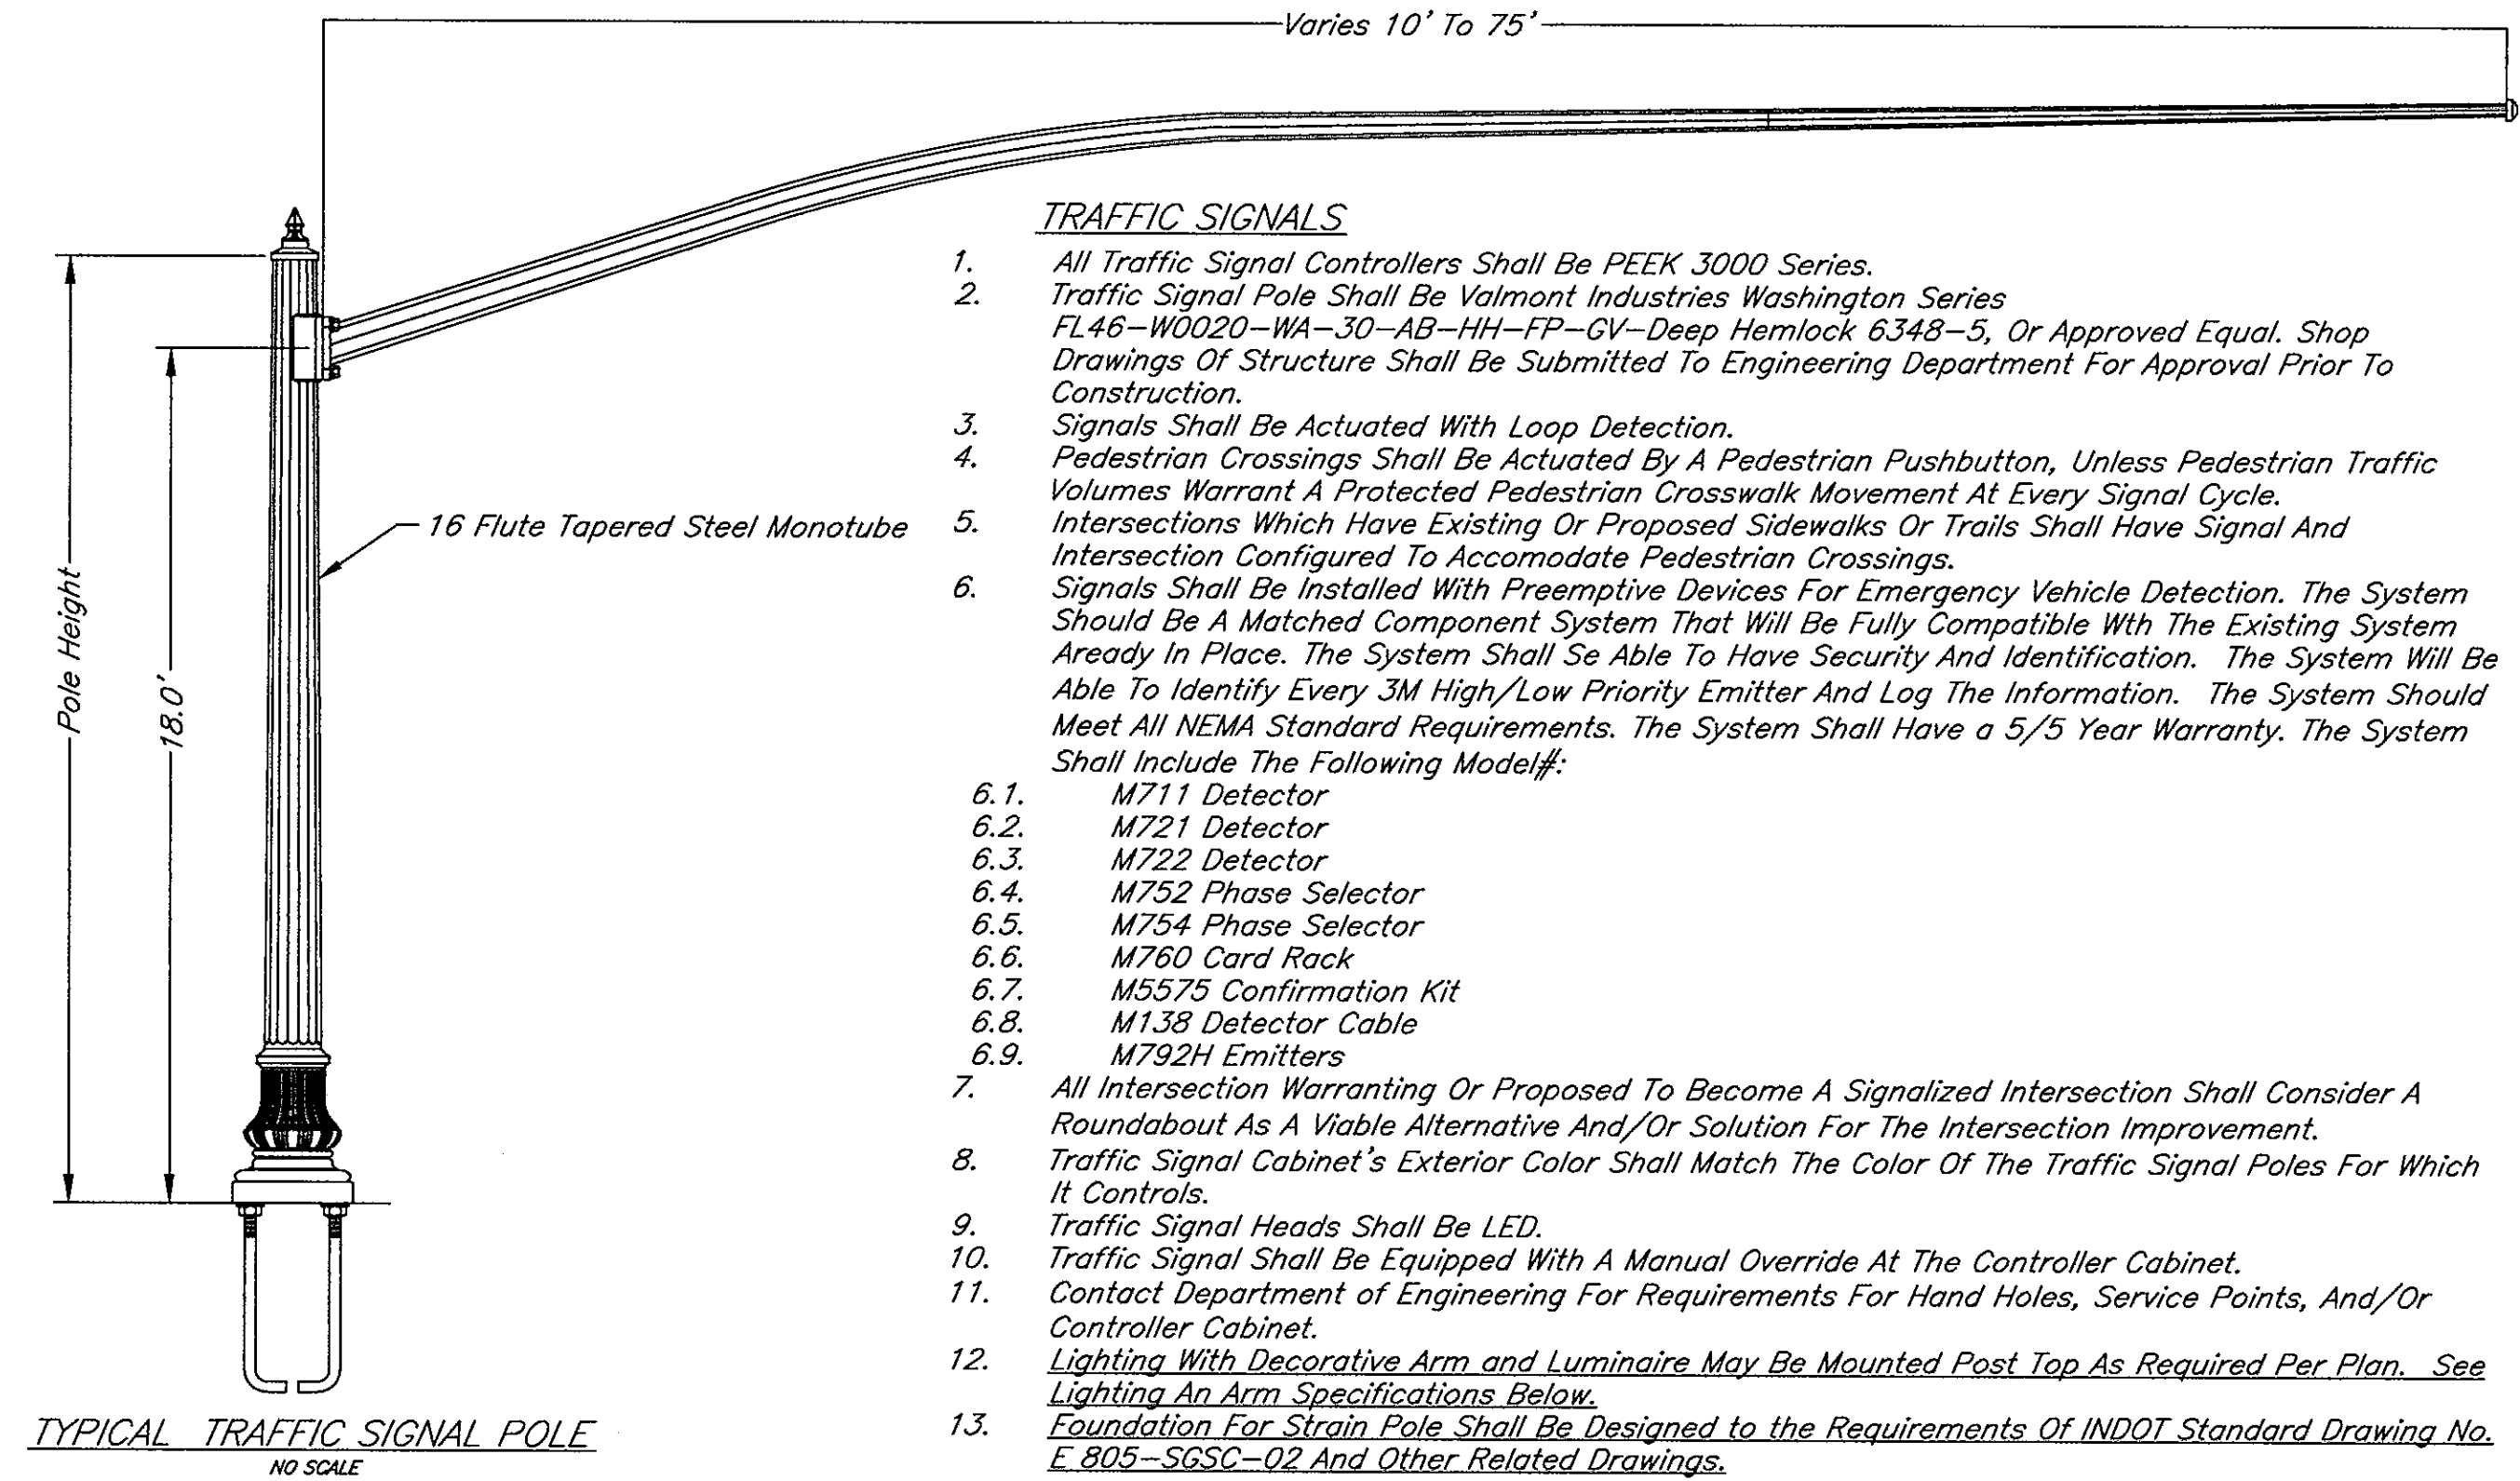 Varies 10' To 75'
TRAFFIC SIGNALS
1. All Traffic Signal Controllers Shall Be PEEK 3000 Series.
2. Traffic Signal Pole Shall Be Valmont Industries Washington Series
FL46-W0020-WA-30-AB-HH-FP-GV-Deep Hemlock 6348-5, Or Approved Equal. Shop
Drawings Of Structure Shall Be Submitted To Engineering Department For Approval Prior To
Construction.
3. Signals Shall Be Actuated With Loop Detection.
4. Pedestrian Crossings Shall Be Actuated By A Pedestrian Pushbutton, Unless Pedestrian Traffic
Volumes Warrant A Protected Pedestrian Crosswalk Movement At Every Signal Cycle.
5. Intersections Which Have Existing Or Proposed Sidewalks Or Trails Shall Have Signal And
Intersection Configured To Accomodate Pedestrian Crossings.
6. Signals Shall Be Installed With Preemptive Devices For Emergency Vehicle Detection. The System
Should Be A Matched Component System That Will Be Fully Compatible Wth The Existing System
Aready In Place. The System Shall Se Able To Have Security And Identification. The System Will Be
Able To Identify Every 3M High/Low Priority Emitter And Log The Information. The System Should
Meet All NEMA Standard Requirements. The System Shall Have a 5/5 Year Warranty. The System
Shall Include The Following Model#:
6.1. M711 Detector
6.2. M721 Detector
6.3. M722 Detector
6.4. M752 Phase Selector
6.5. M754 Phase Selector
6.6. M760 Card Rack
6.7. M5575 Confirmation Kit
6.8. M138 Detector Cable
6.9. M792H Emitters
7. All Intersection Warranting Or Proposed To Become A Signalized Intersection Shall Consider A
Roundabout As A Viable Alternative And/Or Solution For The Intersection Improvement.
8. Traffic Signal Cabinet's Exterior Color Shall Match The Color Of The Traffic Signal Poles For Which
It Controls.
9. Traffic Signal Heads Shall Be LED.
10. Traffic Signal Shall Be Equipped With A Manual Override At The Controller Cabinet.
11. Contact Department of Engineering For Requirements For Hand Holes, Service Points, And/Or
Controller Cabinet.
12. Lighting With Decorative Arm and Luminaire May Be Mounted Post Top As Required Per Plan. See
Lighting An Arm Specifications Below.
13. Foundation For Strain Pole Shall Be Designed to the Requirements Of INDOT Standard Drawing No.
E 805-SGSC-02 And Other Related Drawings.
16 Flute Tapered Steel Monotube
Pole Height
18.0'
TYPICAL TRAFFIC SIGNAL POLE
NO SCALE